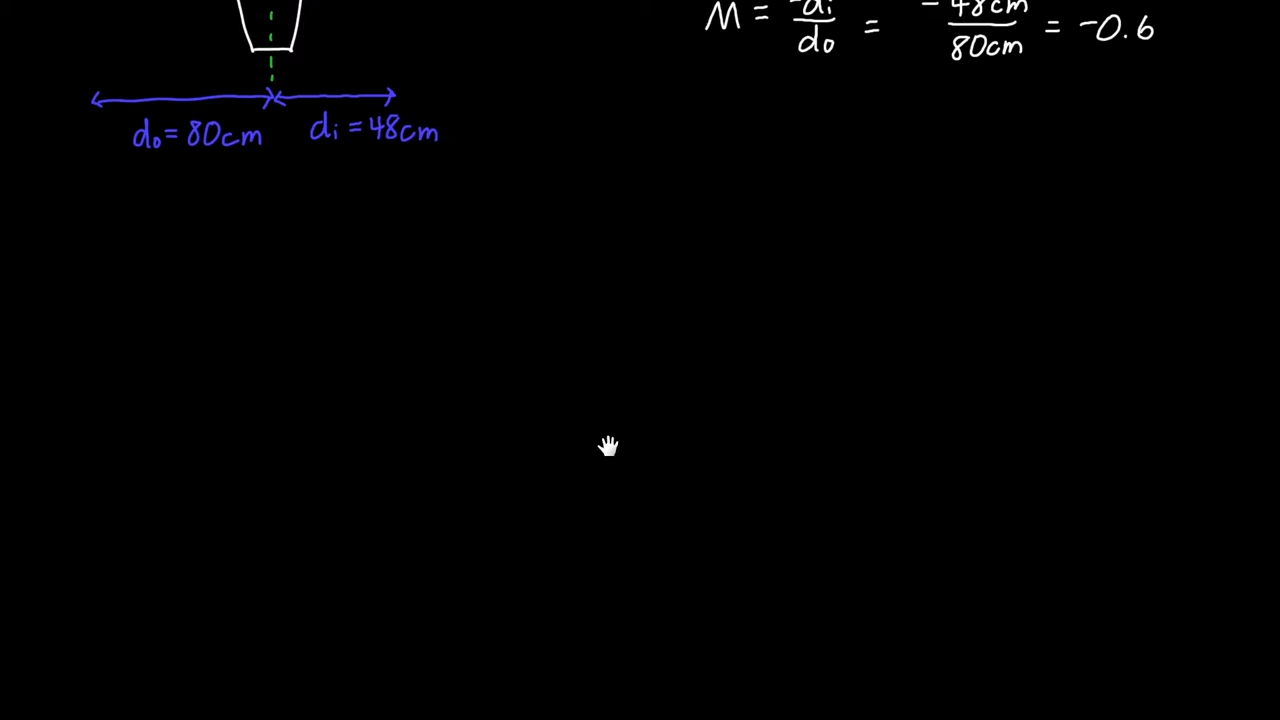 M = -di/do = -48cm/80cm = -0.6
do = 80cm di = 48cm